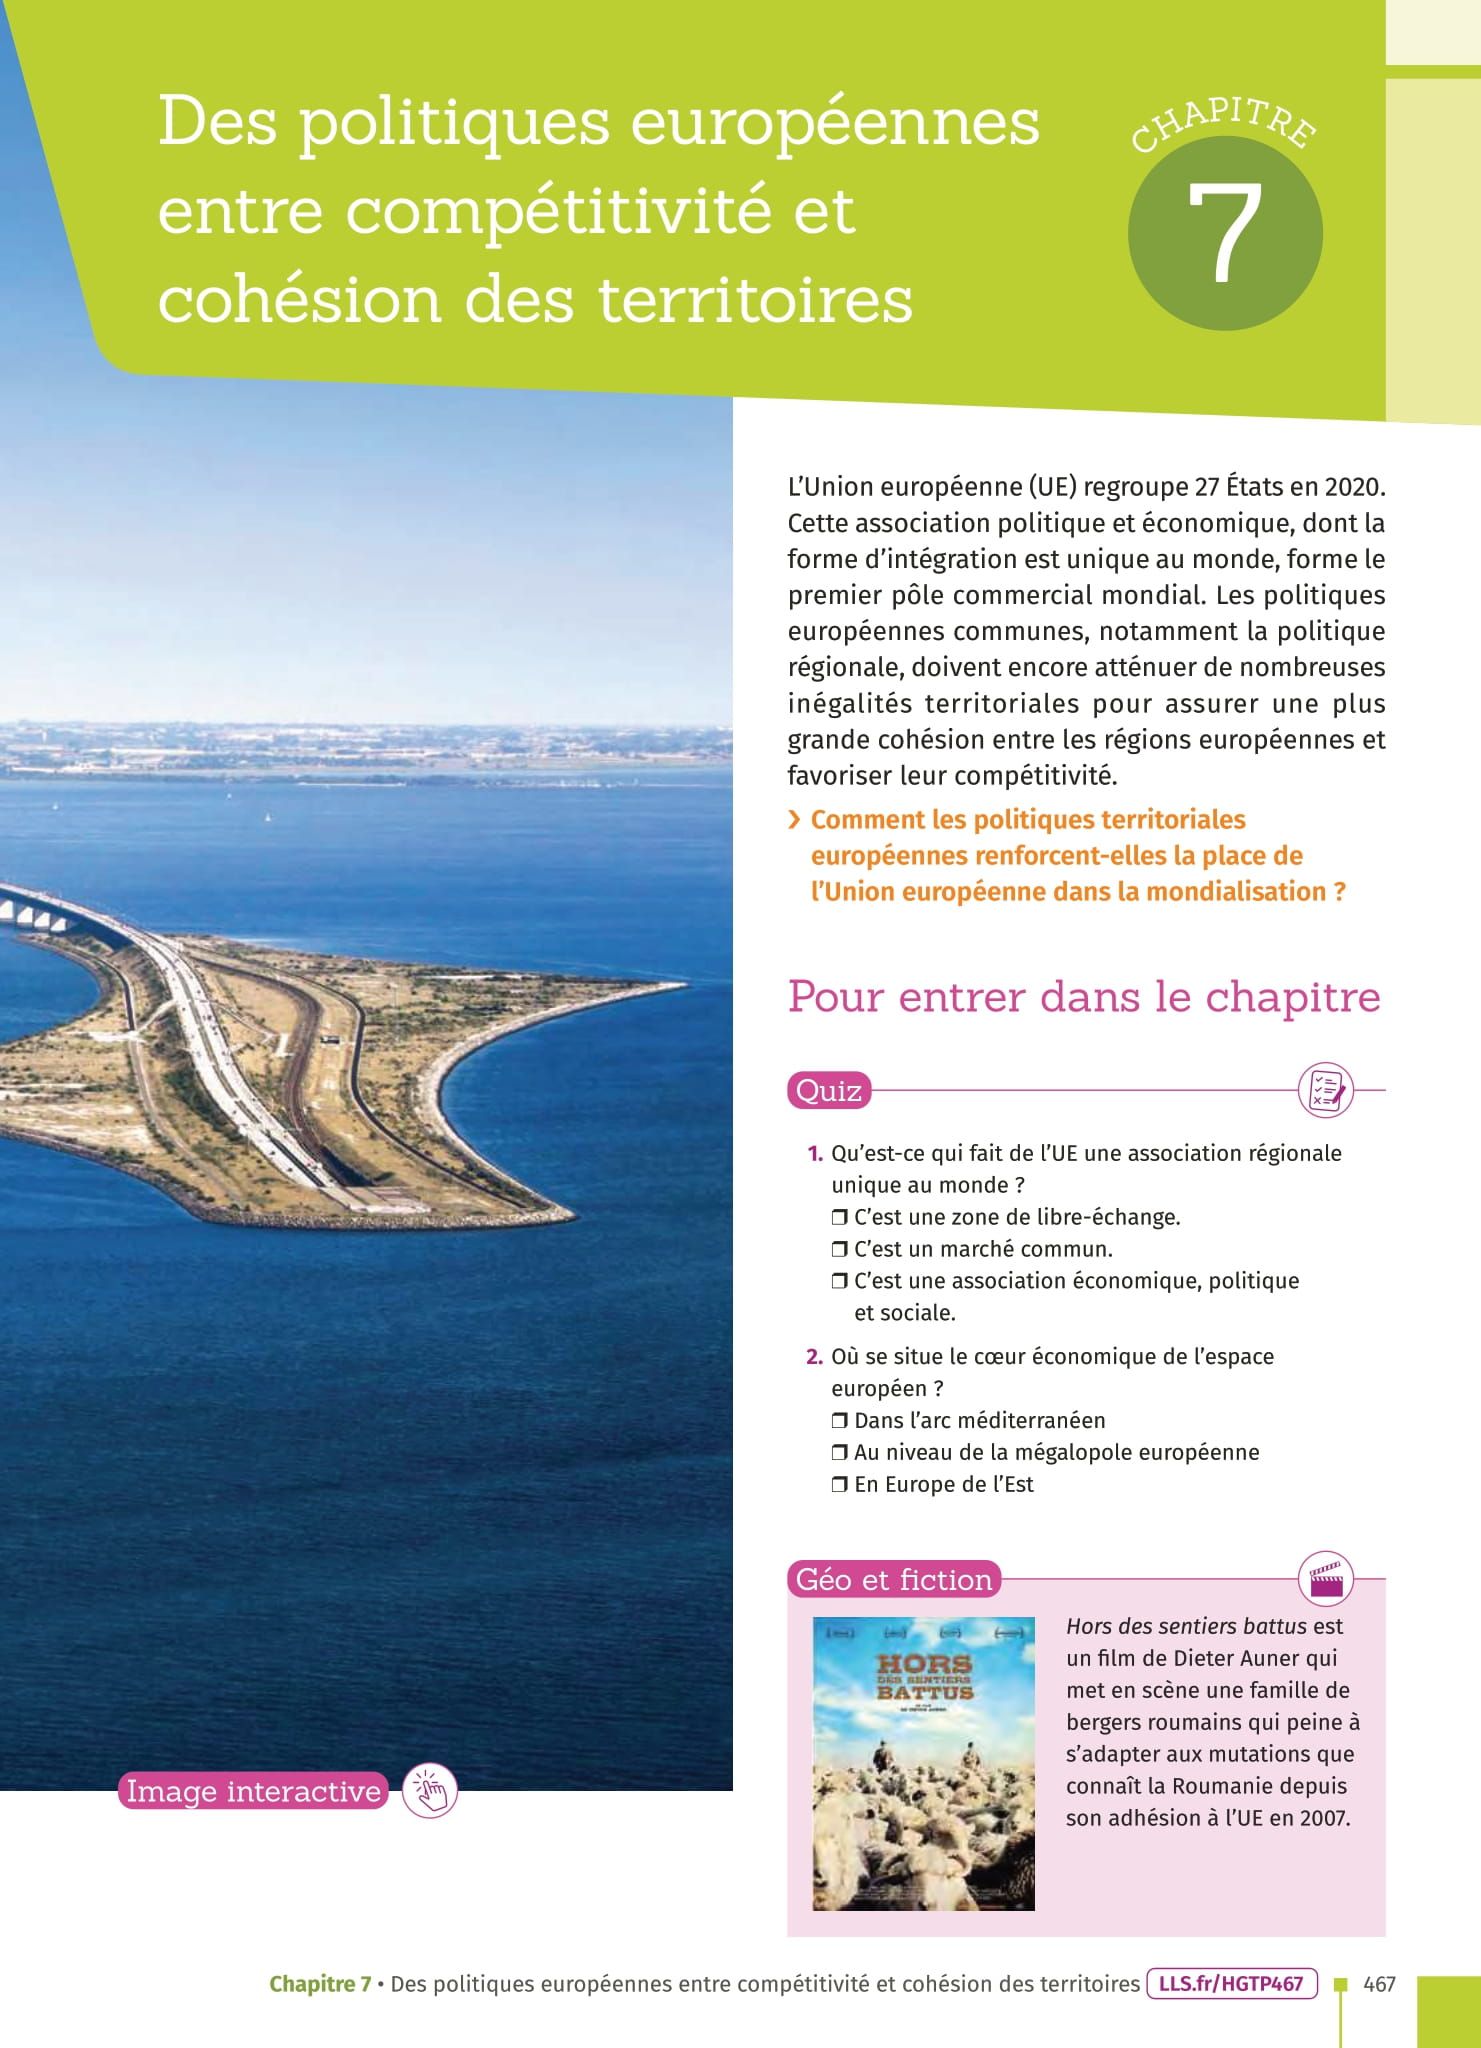 Des politiques européennes
entre compétitivité et
cohésion des territoires
CHAPITRE
7
L’Union européenne (UE) regroupe 27 États en 2020.
Cette association politique et économique, dont la
forme d’intégration est unique au monde, forme le
premier pôle commercial mondial. Les politiques
européennes communes, notamment la politique
régionale, doivent encore atténuer de nombreuses
inégalités territoriales pour assurer une plus
grande cohésion entre les régions européennes et
favoriser leur compétitivité.
› Comment les politiques territoriales
européennes renforcent-elles la place de
l’Union européenne dans la mondialisation ?
Pour entrer dans le chapitre
Quiz
1. Qu’est-ce qui fait de l’UE une association régionale
unique au monde ?
❒ C’est une zone de libre-échange.
❒ C’est un marché commun.
❒ C’est une association économique, politique
et sociale.
2. Où se situe le cœur économique de l’espace
européen ?
❒ Dans l’arc méditerranéen
❒ Au niveau de la mégalopole européenne
❒ En Europe de l’Est
Géo et fiction
HORS
DES SENTIERS
BATTUS
Hors des sentiers battus est
un film de Dieter Auner qui
met en scène une famille de
bergers roumains qui peine à
s’adapter aux mutations que
connaît la Roumanie depuis
son adhésion à l’UE en 2007.
Image interactive
Chapitre 7 • Des politiques européennes entre compétitivité et cohésion des territoires LLS.fr/HGTP467 467